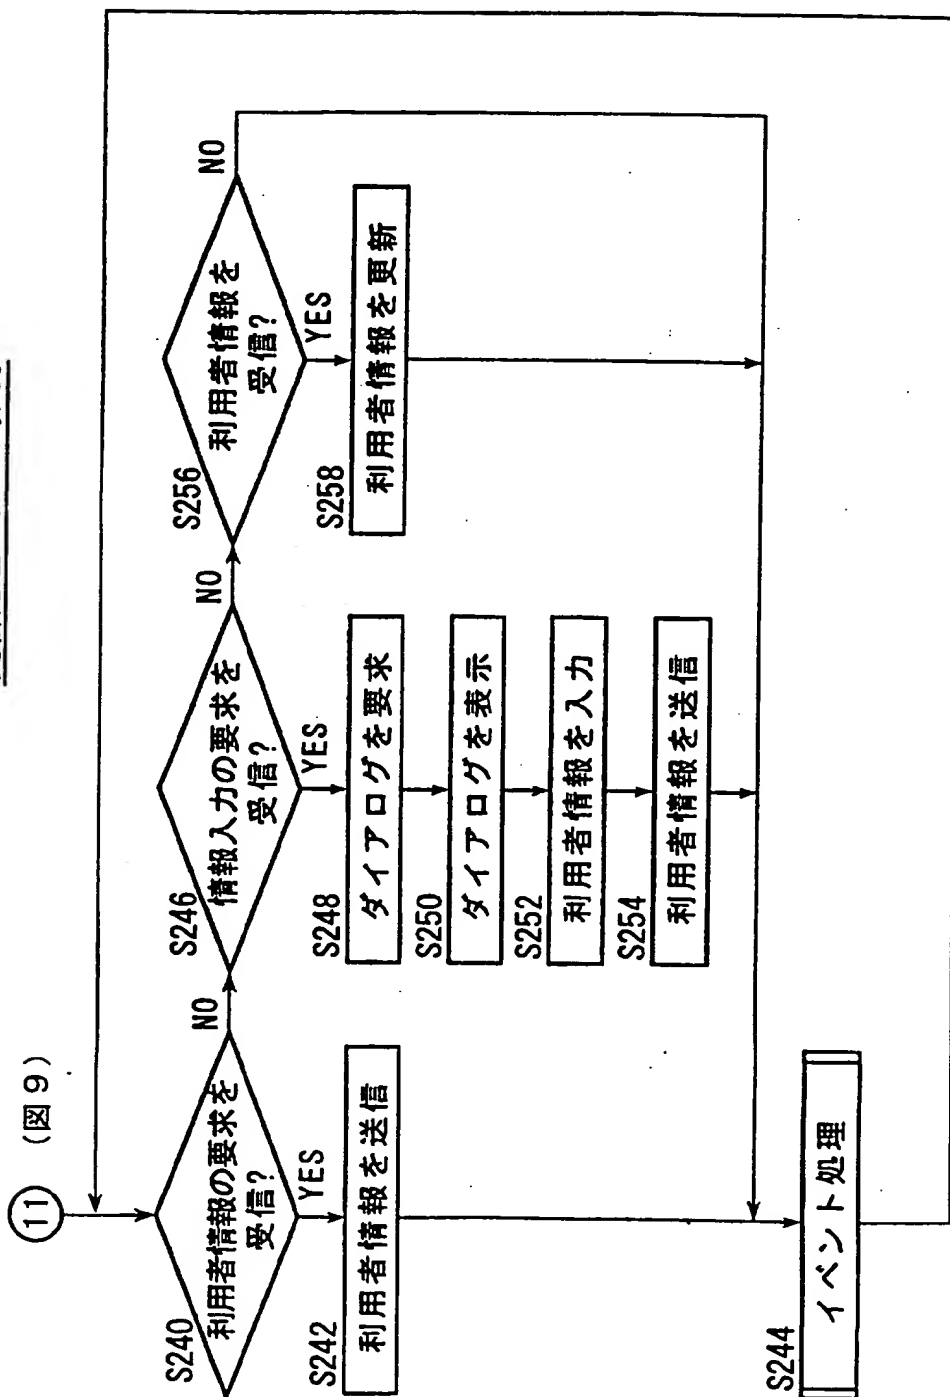 11
(図9)
S240
利用者情報の要求を
受信?
NO
YES
S242
利用者情報を送信
S246
情報入力の要求を
受信?
NO
YES
S248
ダイアログを要求
S250
ダイアログを表示
S252
利用者情報を入力
S254
利用者情報を送信
S256
利用者情報を
受信?
NO
YES
S258
利用者情報を更新
S244
イベント処理